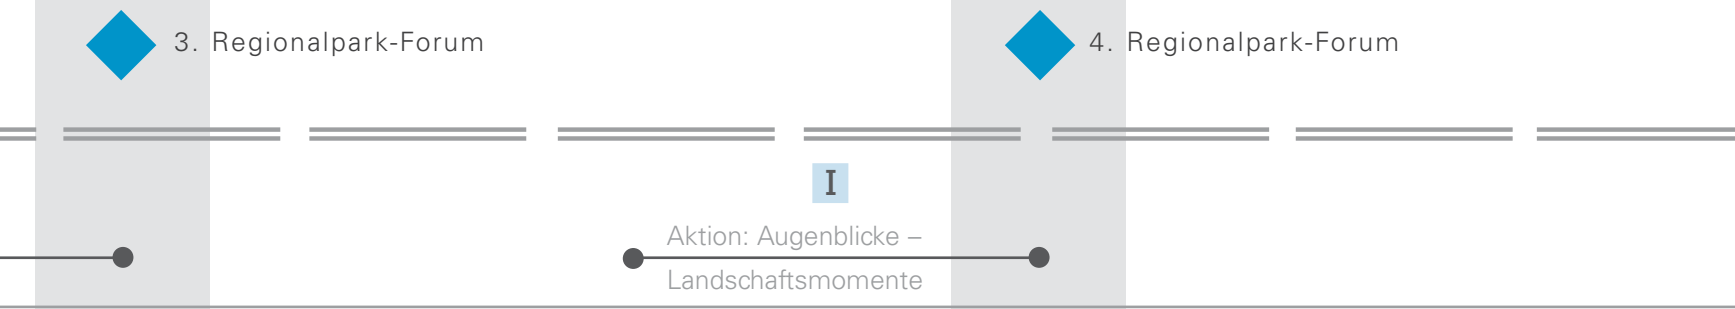 3. Regionalpark-Forum
4. Regionalpark-Forum
I
Aktion: Augenblicke –
Landschaftsmomente